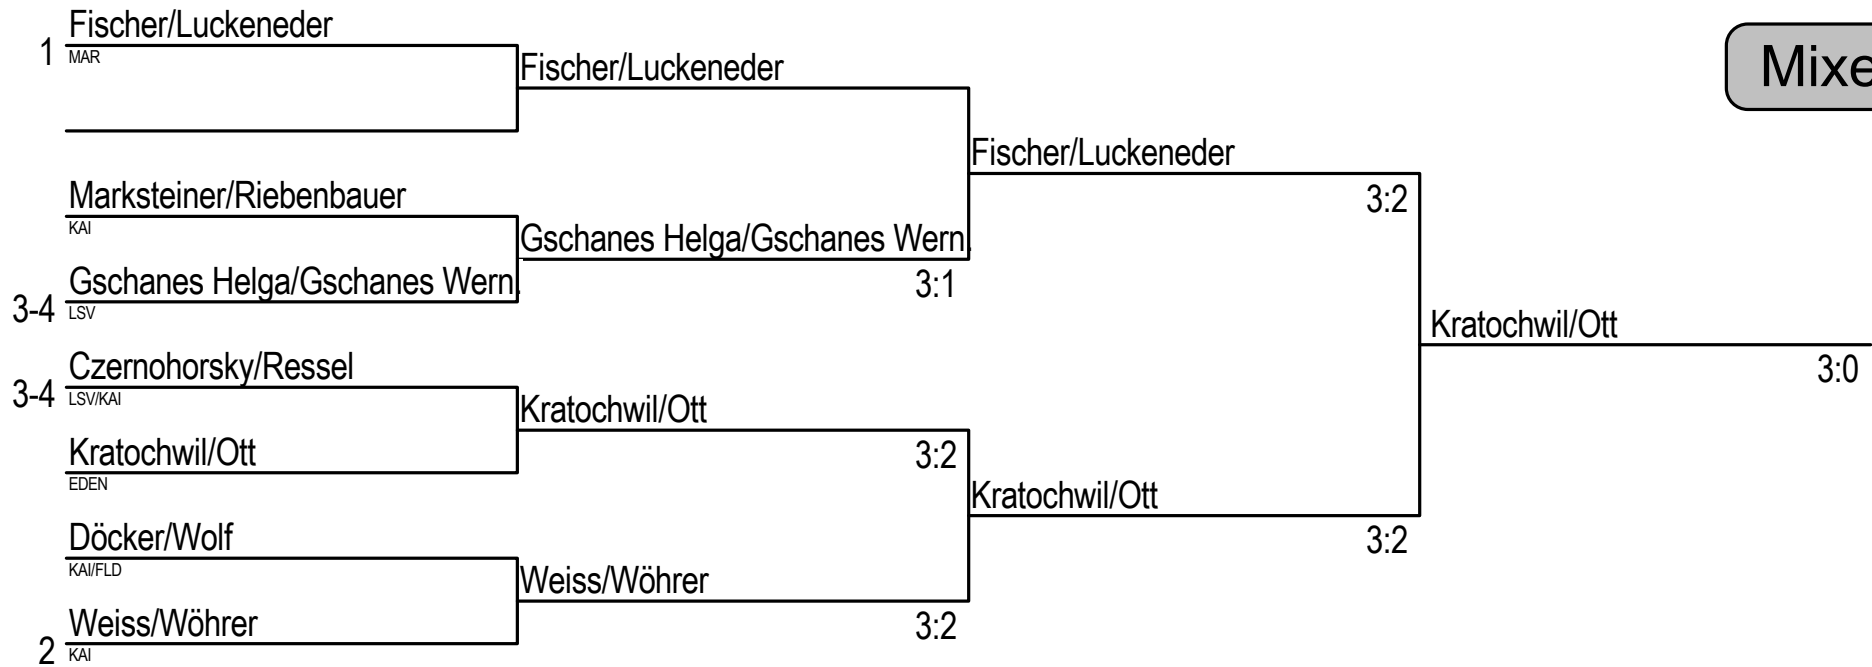 Fischer/Luckeneder
1
MAR
Fischer/Luckeneder
Mixe
Fischer/Luckeneder
3:2
Marksteiner/Riebenbauer
KAI
Gschanes Helga/Gschanes Wern.
3:1
Gschanes Helga/Gschanes Wern.
3-4
LSV
Kratochwil/Ott
3:0
Czernohorsky/Ressel
3-4
LSV/KAI
Kratochwil/Ott
3:2
Kratochwil/Ott
EDEN
Kratochwil/Ott
3:2
Döcker/Wolf
KAI/FLD
Weiss/Wöhrer
3:2
Weiss/Wöhrer
2
KAI